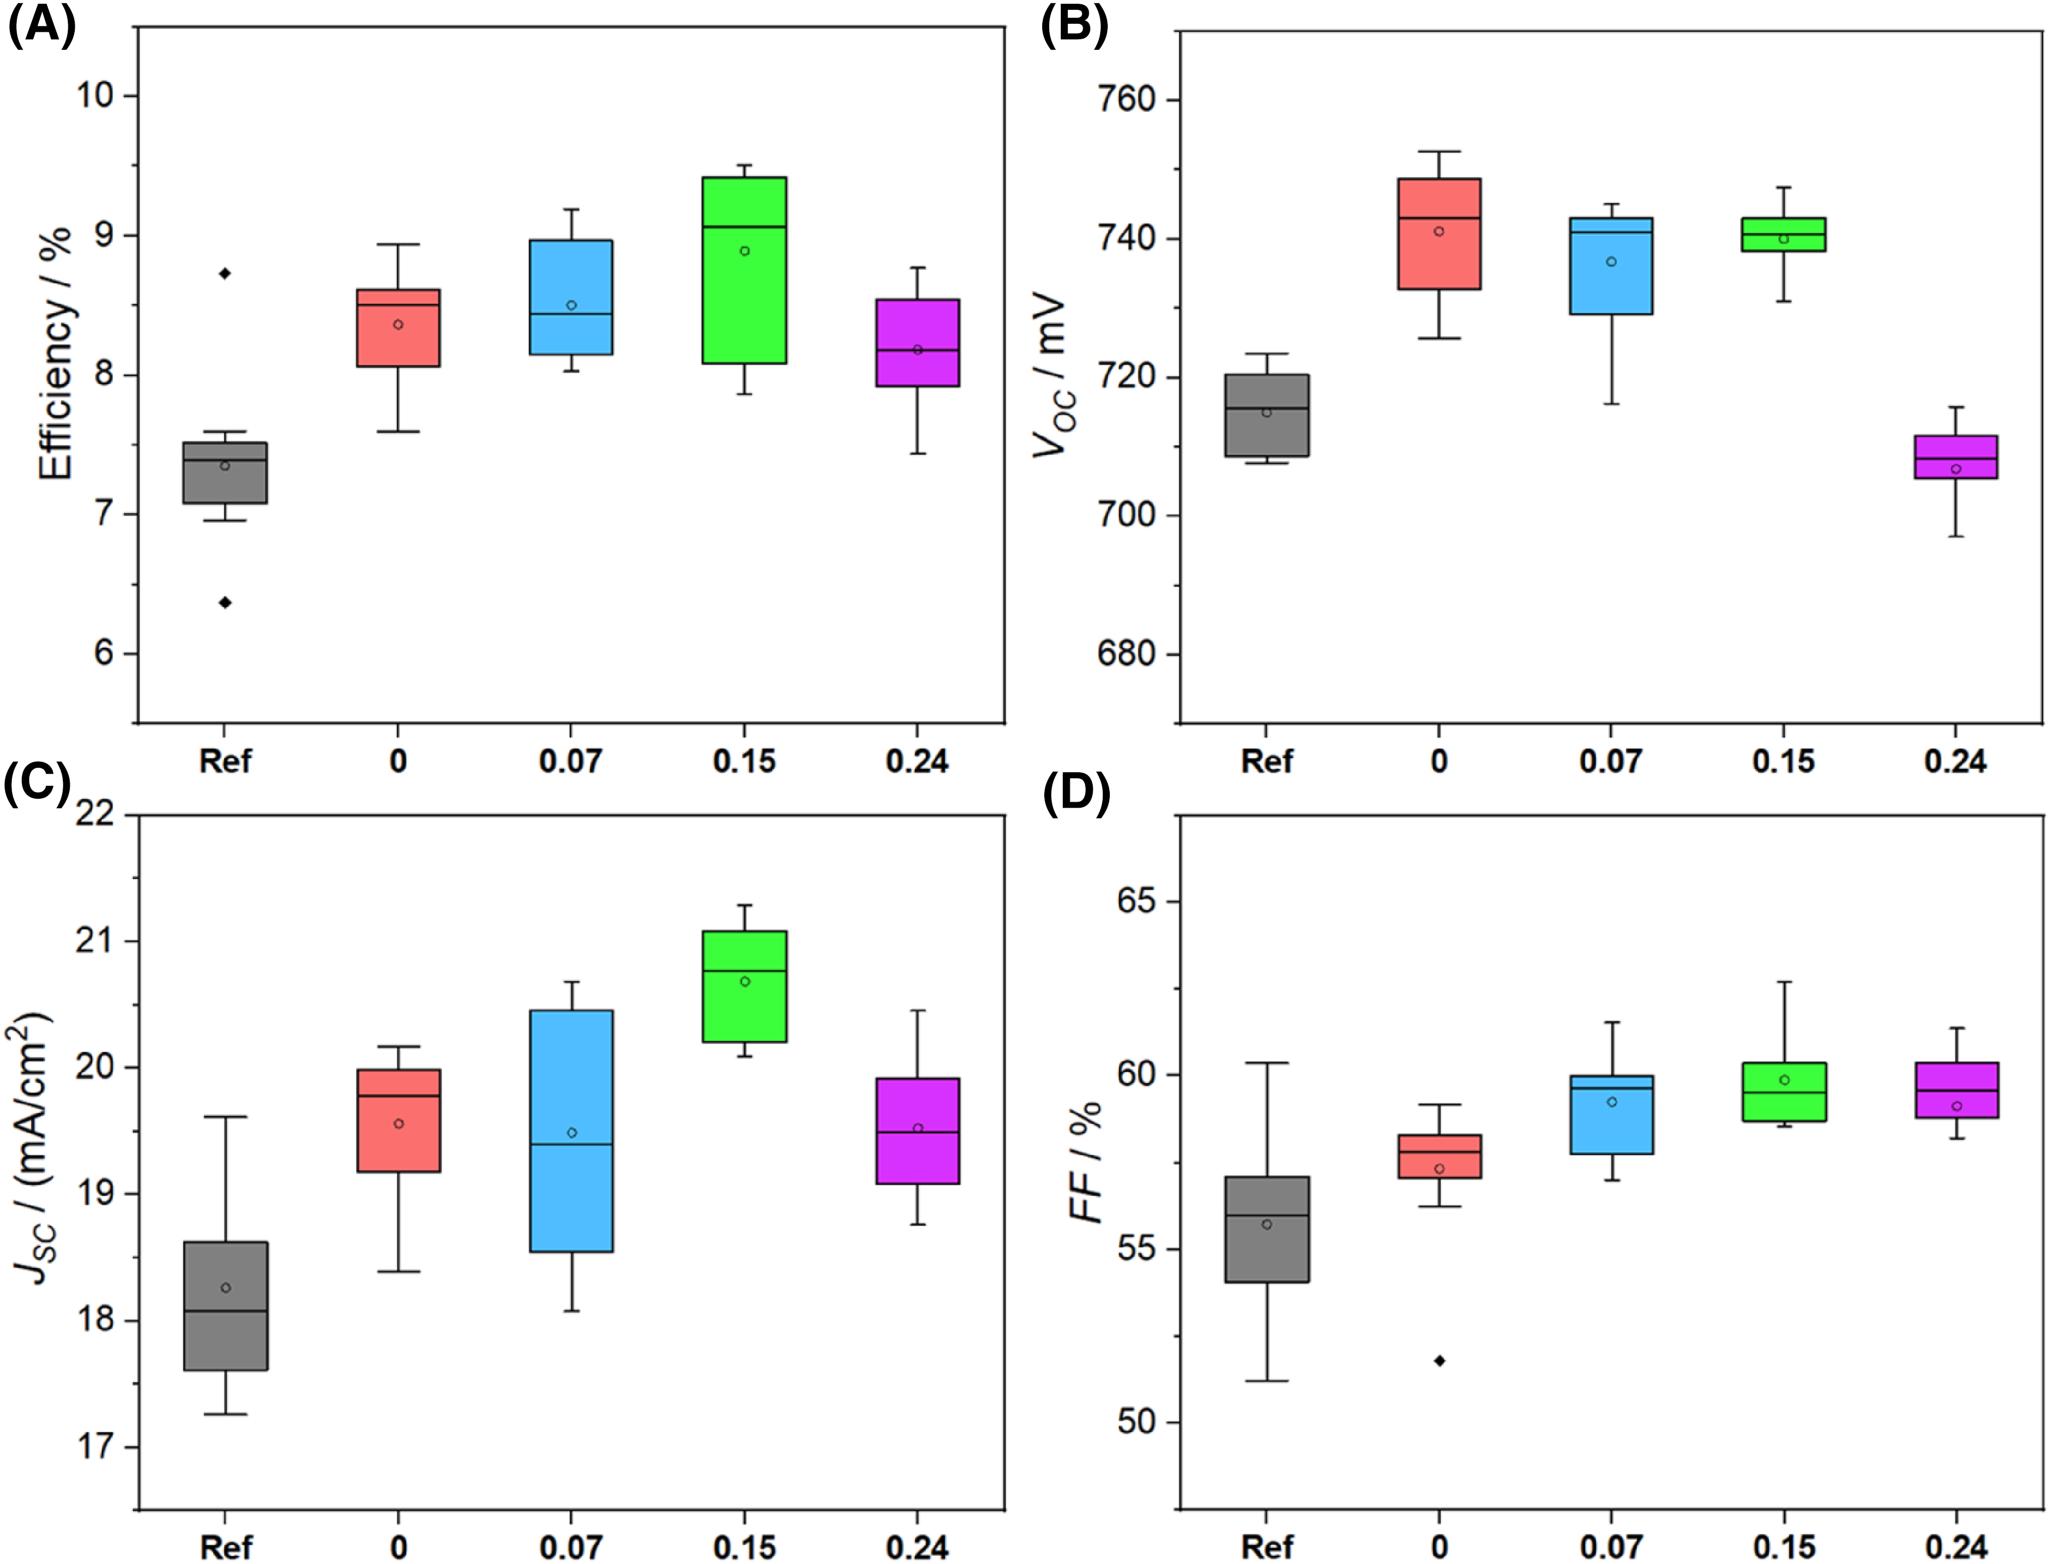 (A)
10
9
8
7
6
Efficiency / %
Ref 0 0.07 0.15 0.24
(B)
760
740
720
700
680
VOC / mV
Ref 0 0.07 0.15 0.24
(C)
22
21
20
19
18
17
JSC / (mA/cm²)
Ref 0 0.07 0.15 0.24
(D)
65
60
55
50
FF / %
Ref 0 0.07 0.15 0.24